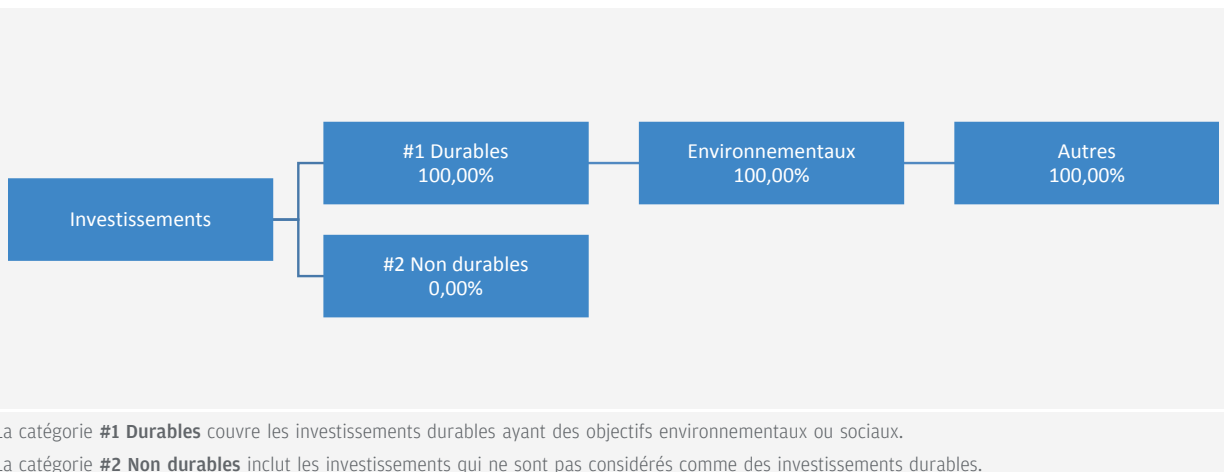 #1 Durables
100,00%
Environnementaux
100,00%
Autres
100,00%
Investissements
#2 Non durables
0,00%
La catégorie #1 Durables couvre les investissements durables ayant des objectifs environnementaux ou sociaux.
La catégorie #2 Non durables inclut les investissements qui ne sont pas considérés comme des investissements durables.